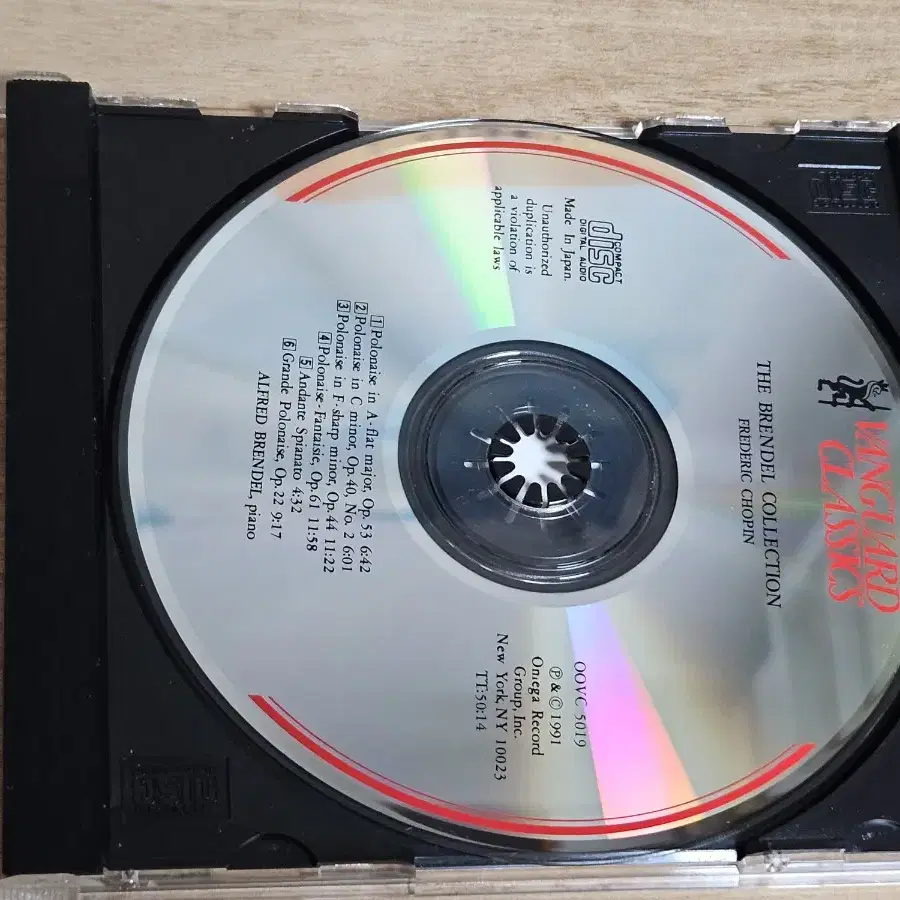 VANGUARD
CLASSICS
THE BRENDEL COLLECTION
FREDERIC CHOPIN
COMPACT
disc
DIGITAL AUDIO
Made In Japan.
Unauthorized
duplication is
a violation of
applicable laws
OOVC 5019
Ⓟ & © 1991
Omega Record
Group, Inc.
New York, NY 10023
TT:50:14
1 Polonaise in A-flat major, Op. 53 6:42
2 Polonaise in C minor, Op. 40, No. 2 6:01
3 Polonaise in F-sharp minor, Op. 44 11:22
4 Polonaise-Fantaisie, Op. 61 11:58
5 Andante Spianato 4:32
6 Grande Polonaise, Op. 22 9:17
ALFRED BRENDEL, piano